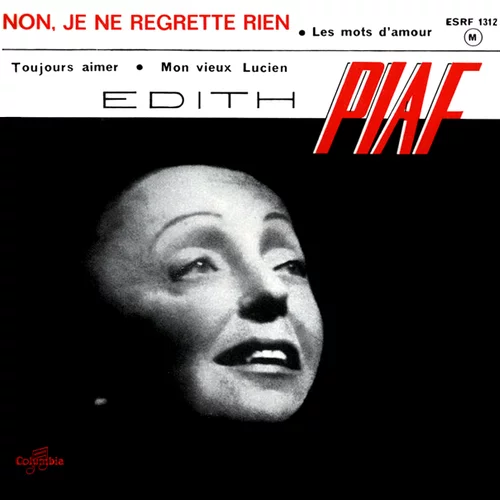 NON, JE NE REGRETTE RIEN • Les mots d'amour
ESRF 1312
M
Toujours aimer • Mon vieux Lucien
EDITH PIAF
Columbia